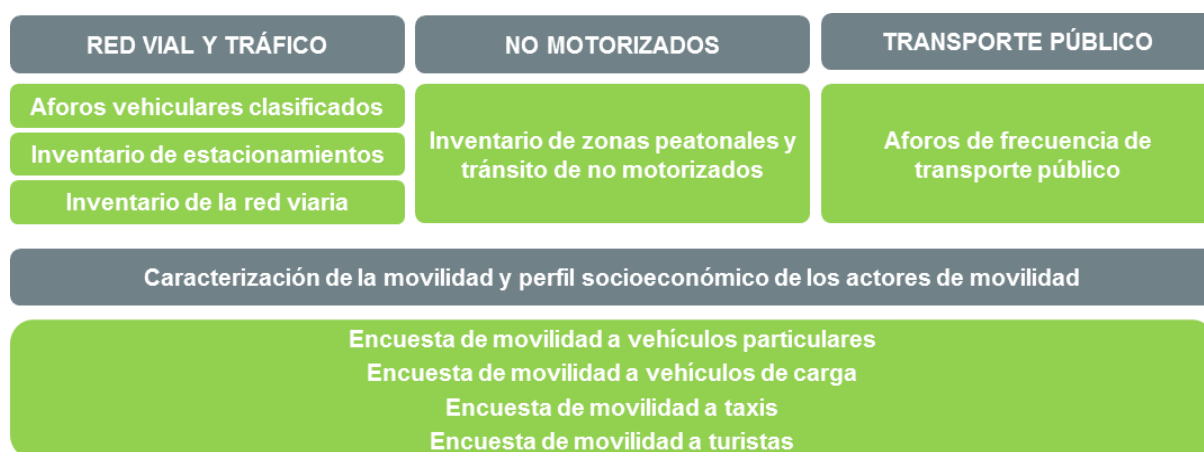 RED VIAL Y TRÁFICO
Aforos vehiculares clasificados
Inventario de estacionamientos
Inventario de la red viaria
NO MOTORIZADOS
Inventario de zonas peatonales y
tránsito de no motorizados
TRANSPORTE PÚBLICO
Aforos de frecuencia de
transporte público
Caracterización de la movilidad y perfil socioeconómico de los actores de movilidad
Encuesta de movilidad a vehículos particulares
Encuesta de movilidad a vehículos de carga
Encuesta de movilidad a taxis
Encuesta de movilidad a turistas